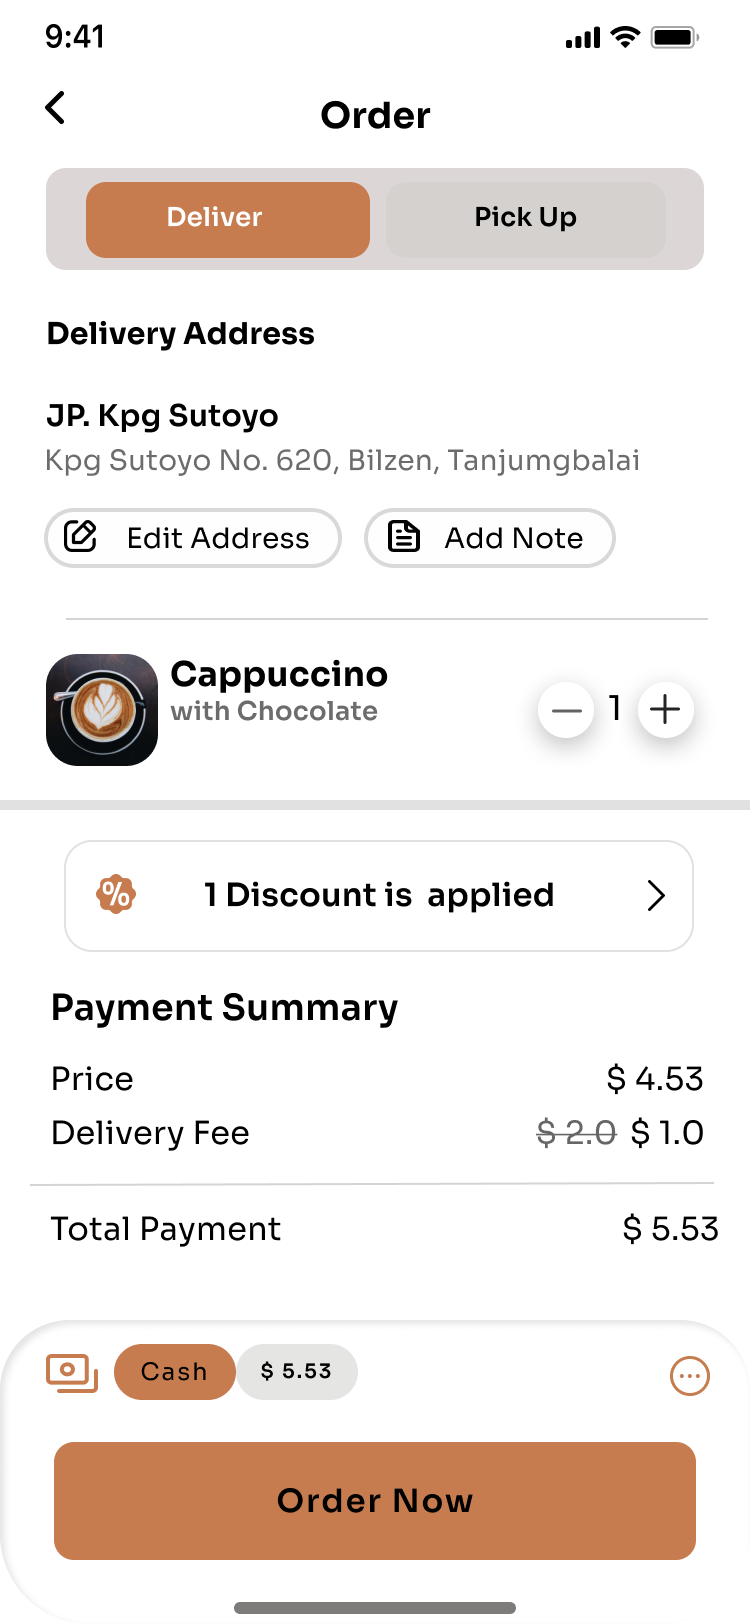 9:41
Order
Deliver
Pick Up
Delivery Address
JP. Kpg Sutoyo
Kpg Sutoyo No. 620, Bilzen, Tanjumgbalai
Edit Address
Add Note
Cappuccino
with Chocolate
1
% 1 Discount is applied
Payment Summary
Price $ 4.53
Delivery Fee $ 2.0 $ 1.0
Total Payment $ 5.53
Cash $ 5.53
Order Now